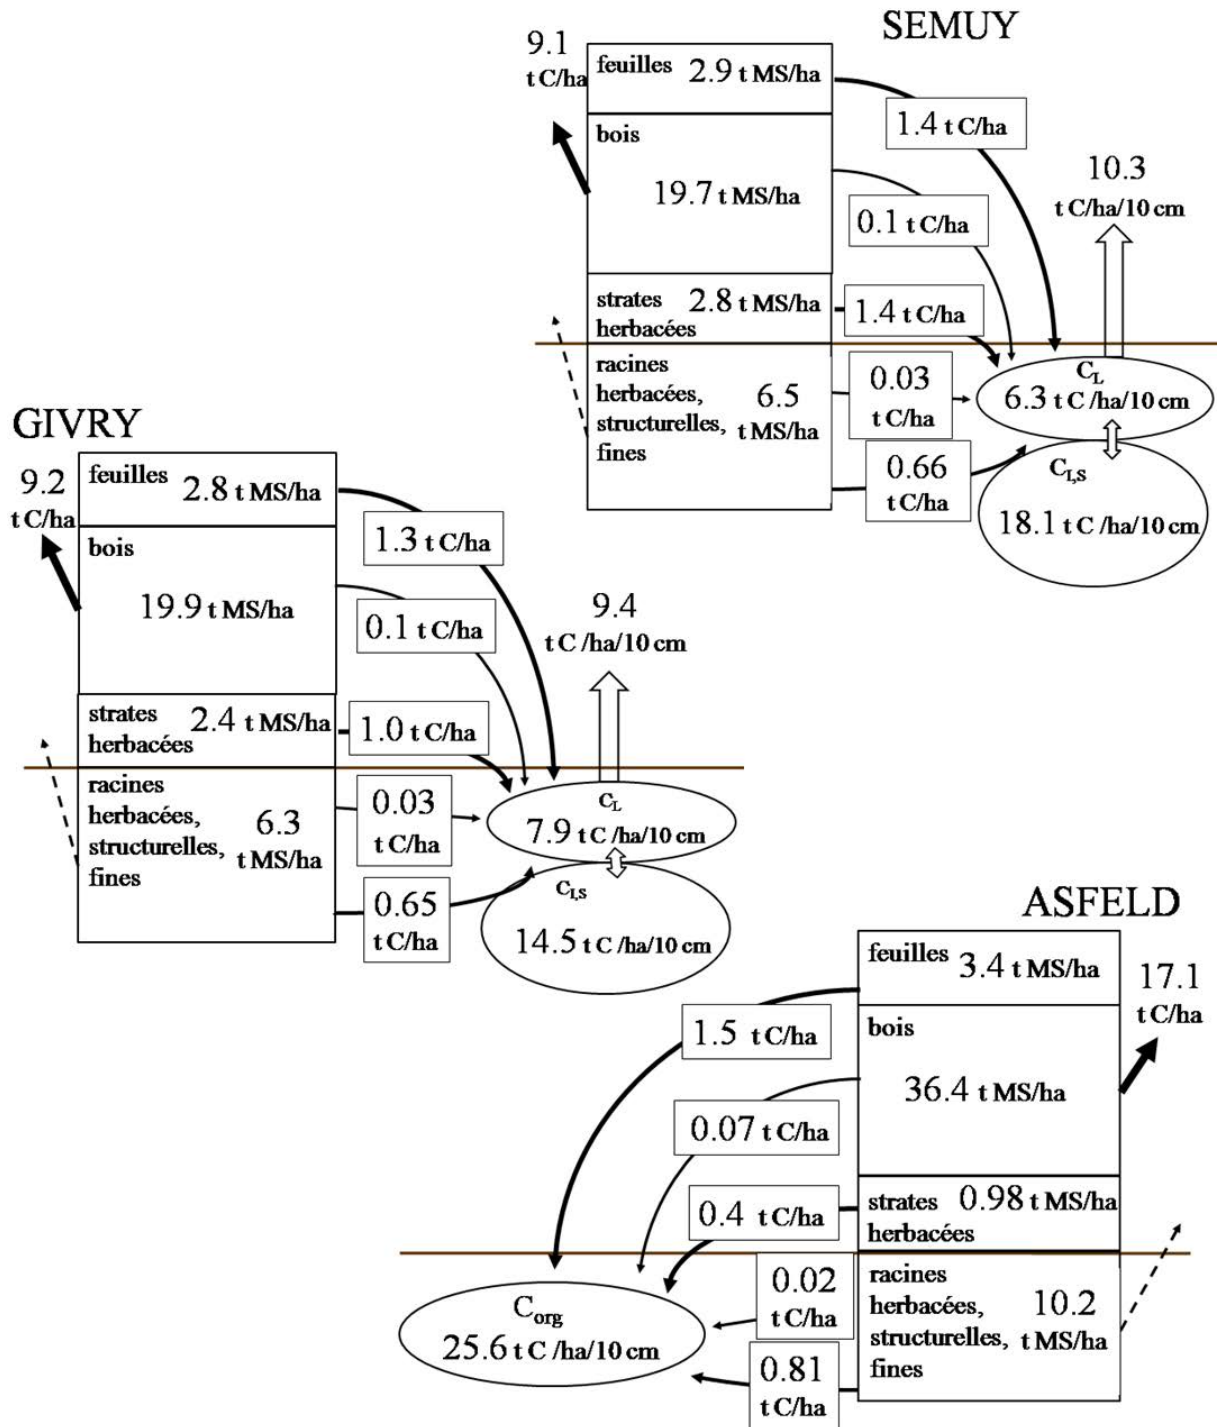 SEMUY
9.1
t C/ha
feuilles 2.9 t MS/ha
1.4 t C/ha
bois
19.7 t MS/ha
0.1 t C/ha
10.3
t C/ha/10 cm
strates 2.8 t MS/ha
herbacées
1.4 t C/ha
racines
herbacées,
structurelles,
fines
6.5
t MS/ha
0.03
t C/ha
0.66
t C/ha
CL
6.3 t C /ha/10 cm
CI,S
18.1 t C /ha/10 cm
GIVRY
9.2
t C/ha
feuilles
2.8 t MS/ha
1.3 t C/ha
bois
19.9 t MS/ha
0.1 t C/ha
9.4
t C /ha/10 cm
strates 2.4 t MS/ha
herbacées
1.0 t C/ha
racines
herbacées,
structurelles,
fines
6.3
t MS/ha
0.03
t C/ha
0.65
t C/ha
CL
7.9 t C /ha/10 cm
CI,S
14.5 t C /ha/10 cm
ASFELD
feuilles
3.4 t MS/ha
17.1
t C/ha
1.5 t C/ha
bois
36.4 t MS/ha
0.07 t C/ha
strates 0.98 t MS/ha
herbacées
0.4 t C/ha
racines
herbacées,
structurelles,
fines
10.2
t MS/ha
0.02
t C/ha
0.81
t C/ha
Corg
25.6 t C /ha/10 cm